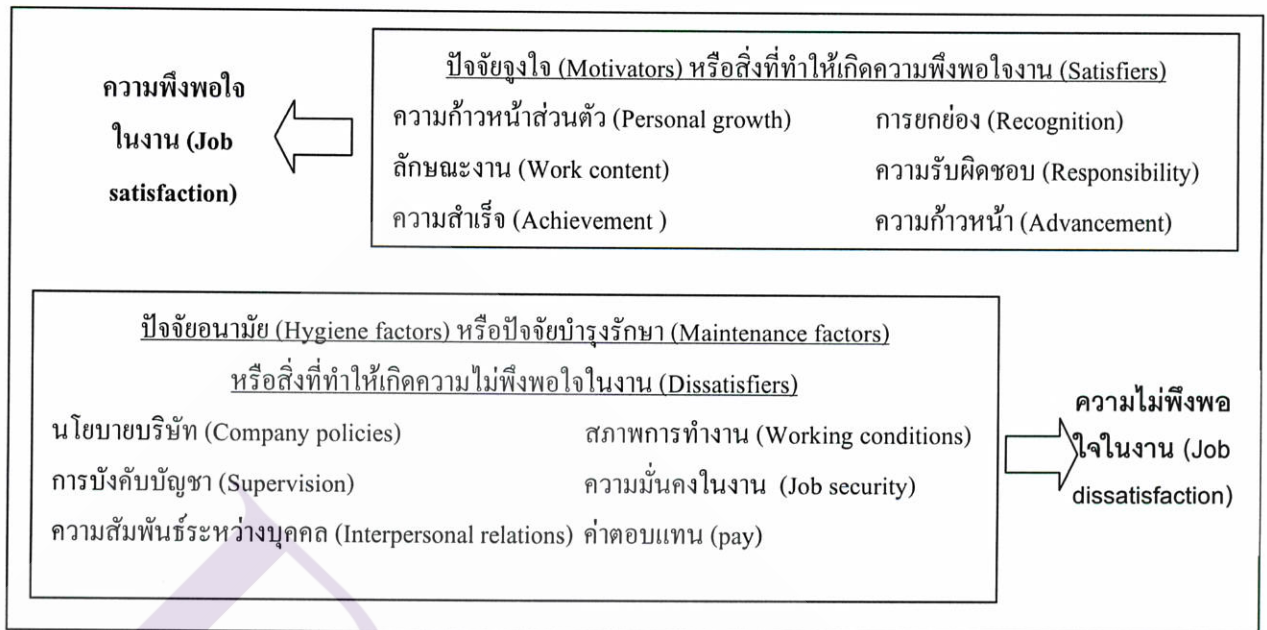 ความพึงพอใจ
ในงาน (Job
satisfaction)
ปัจจัยจูงใจ (Motivators) หรือสิ่งที่ทำให้เกิดความพึงพอใจงาน (Satisfiers)
ความก้าวหน้าส่วนตัว (Personal growth) การยกย่อง (Recognition)
ลักษณะงาน (Work content) ความรับผิดชอบ (Responsibility)
ความสำเร็จ (Achievement ) ความก้าวหน้า (Advancement)
ปัจจัยอนามัย (Hygiene factors) หรือปัจจัยบำรุงรักษา (Maintenance factors)
หรือสิ่งที่ทำให้เกิดความไม่พึงพอใจในงาน (Dissatisfiers)
นโยบายบริษัท (Company policies) สภาพการทำงาน (Working conditions)
การบังคับบัญชา (Supervision) ความมั่นคงในงาน (Job security)
ความสัมพันธ์ระหว่างบุคคล (Interpersonal relations) ค่าตอบแทน (pay)
ความไม่พึงพอ
ใจในงาน (Job
dissatisfaction)